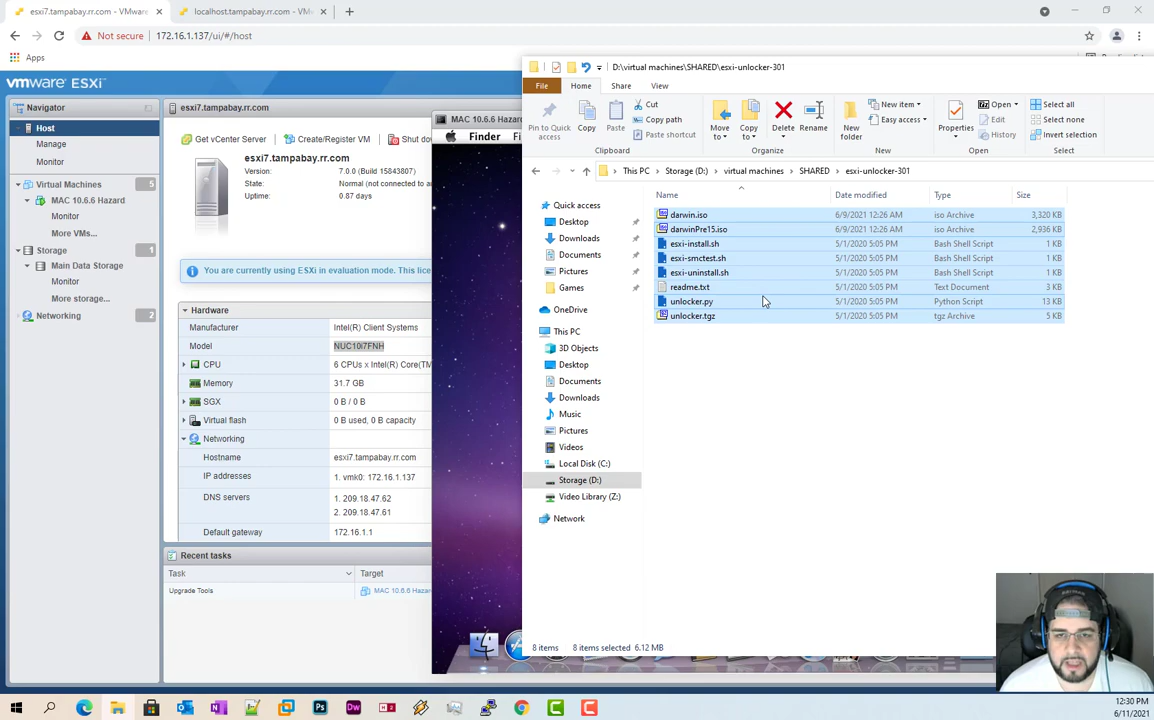 esxi7.tampabay.rr.com - VMware
localhost.tampabay.rr.com - VM
Not secure
172.16.1.137/ui/#/host
Apps
vmware ESXi
Navigator
Host
Manage
Monitor
Virtual Machines
5
MAC 10.6.6 Hazard
Monitor
More VMs...
Storage
1
Main Data Storage
Monitor
More storage...
Networking
2
esxi7.tampabay.rr.com
Get vCenter Server
Create/Register VM
Shut do
esxi7.tampabay.rr.com
Version: 7.0.0 (Build 15843807)
State: Normal (not connected to a
Uptime: 0.87 days
You are currently using ESXi in evaluation mode. This lice
Hardware
Manufacturer Intel(R) Client Systems
Model NUC10i7FNH
CPU 6 CPUs x Intel(R) Core(TM
Memory 31.7 GB
SGX 0 B / 0 B
Virtual flash 0 B used, 0 B capacity
Networking
Hostname esxi7.tampabay.rr.com
IP addresses 1. vmk0: 172.16.1.137
DNS servers 1. 209.18.47.62
2. 209.18.47.61
Default gateway 172.16.1.1
Recent tasks
Task Target
Upgrade Tools MAC 10.6.6
MAC 10.6.6 Hazard
Finder Fi
D:\virtual machines\SHARED\esxi-unlocker-301
File Home Share View
Pin to Quick access
Copy
Paste
Cut
Copy path
Paste shortcut
Clipboard
Move to
Copy to
Delete
Rename
Organize
New folder
New item
Easy access
New
Properties
Open
Edit
History
Open
Select all
Select none
Invert selection
Select
This PC Storage (D:) virtual machines SHARED esxi-unlocker-301
Name Date modified Type Size
darwin.iso 6/9/2021 12:26 AM iso Archive 3,320 KB
darwinPre15.iso 6/9/2021 12:26 AM iso Archive 2,936 KB
esxi-install.sh 5/1/2020 5:05 PM Bash Shell Script 1 KB
esxi-smctest.sh 5/1/2020 5:05 PM Bash Shell Script 1 KB
esxi-uninstall.sh 5/1/2020 5:05 PM Bash Shell Script 1 KB
readme.txt 5/1/2020 5:05 PM Text Document 3 KB
unlocker.py 5/1/2020 5:05 PM Python Script 13 KB
unlocker.tgz 5/1/2020 5:05 PM tgz Archive 5 KB
Quick access
Desktop
Downloads
Documents
Pictures
Games
OneDrive
This PC
3D Objects
Desktop
Documents
Downloads
Music
Pictures
Videos
Local Disk (C:)
Storage (D:)
Video Library (Z:)
Network
8 items 8 items selected 6.12 MB
12:30 PM
6/11/2021